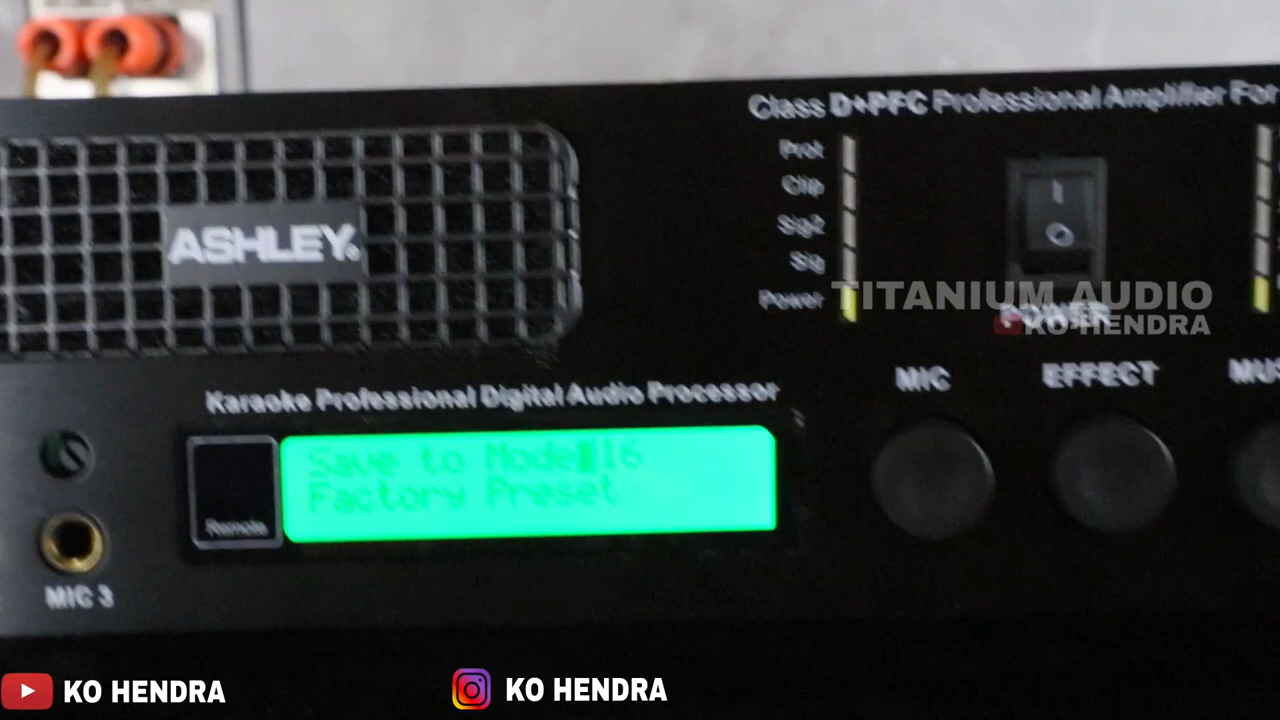 Class D+PFC Professional Amplifier For
Prot
Clip
Sig2
Sig
Power
ASHLEY
TITANIUM AUDIO
POWER
KO HENDRA
MIC
EFFECT
MUS
Karaoke Professional Digital Audio Processor
Save to Mode 16
Factory Preset
Remote
MIC 3
KO HENDRA
KO HENDRA